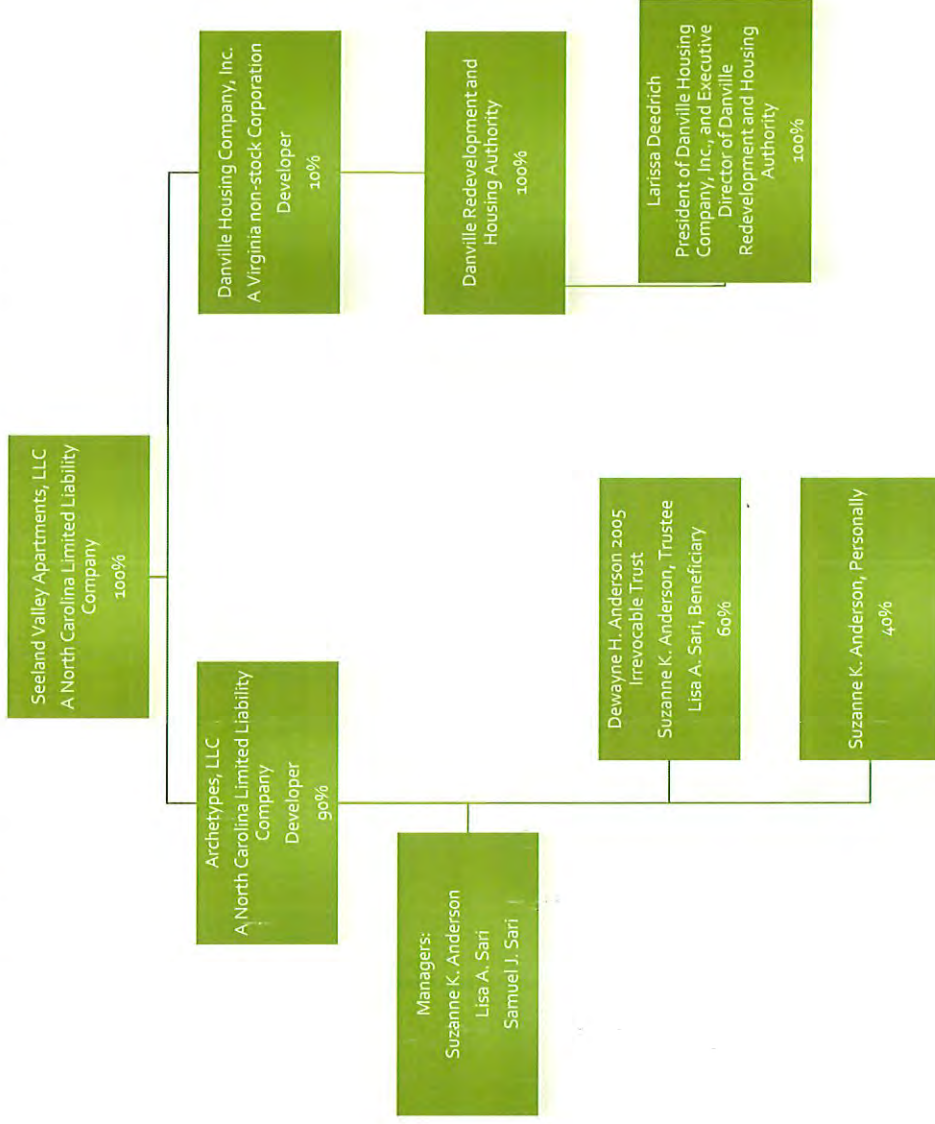 Seeland Valley Apartments, LLC
A North Carolina Limited Liability
Company
100%
Archetypes, LLC
A North Carolina Limited Liability
Company
Developer
90%
Managers:
Suzanne K. Anderson
Lisa A. Sari
Samuel J. Sari
Dewayne H. Anderson 2005
Irrevocable Trust
Suzanne K. Anderson, Trustee
Lisa A. Sari, Beneficiary
60%
Suzanne K. Anderson, Personally
40%
Danville Housing Company, Inc.
A Virginia non-stock Corporation
Developer
10%
Danville Redevelopment and
Housing Authority
100%
Larissa Deedrich
President of Danville Housing
Company, Inc., and Executive
Director of Danville
Redevelopment and Housing
Authority
100%